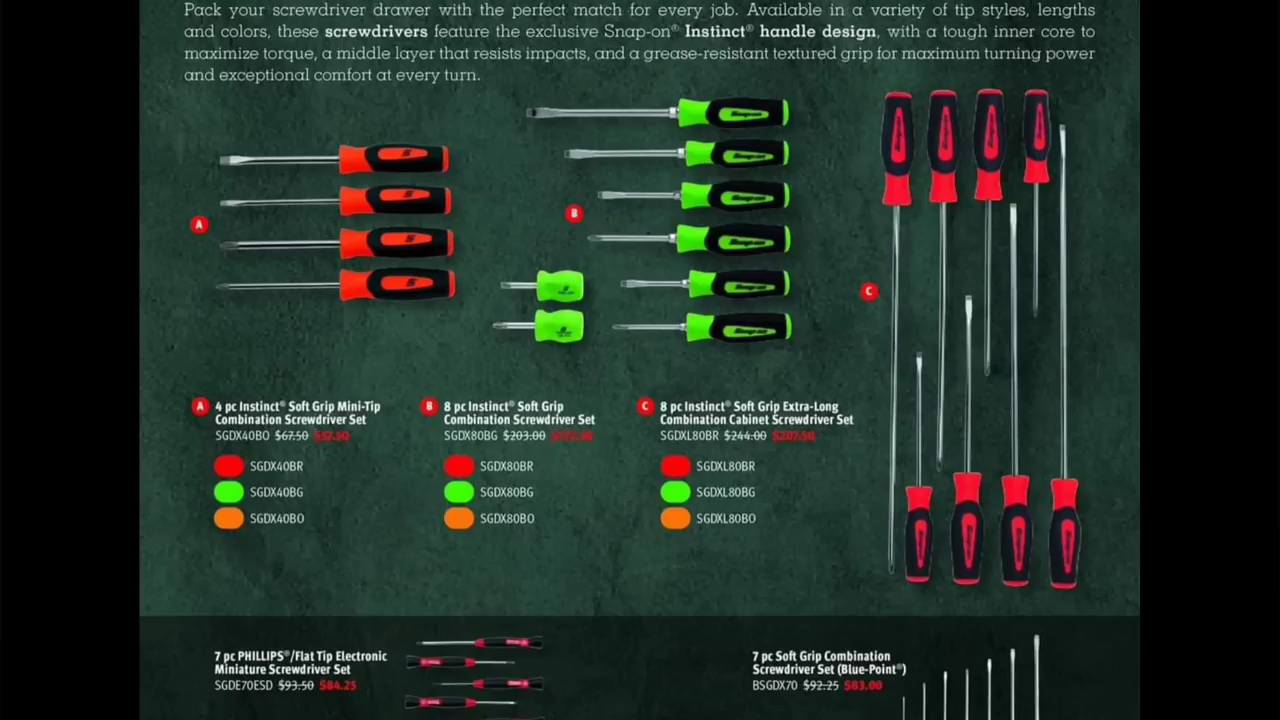 Pack your screwdriver drawer with the perfect match for every job. Available in a variety of tip styles, lengths
and colors, these screwdrivers feature the exclusive Snap-on® Instinct® handle design, with a tough inner core to
maximize torque, a middle layer that resists impacts, and a grease-resistant textured grip for maximum turning power
and exceptional comfort at every turn.
A
B
C
A 4 pc Instinct® Soft Grip Mini-Tip
Combination Screwdriver Set
SGDX40BO $67.50 $57.50
SGDX40BR
SGDX40BG
SGDX40BO
B 8 pc Instinct® Soft Grip
Combination Screwdriver Set
SGDX80BG $203.00
SGDX80BR
SGDX80BG
SGDX80BO
C 8 pc Instinct® Soft Grip Extra-Long
Combination Cabinet Screwdriver Set
SGDXL80BR $244.00 $207.50
SGDXL80BR
SGDXL80BG
SGDXL80BO
7 pc PHILLIPS®/Flat Tip Electronic
Miniature Screwdriver Set
SGDE70ESD $93.50 $84.25
7 pc Soft Grip Combination
Screwdriver Set (Blue-Point®)
BSGDX70 $92.25 $83.00